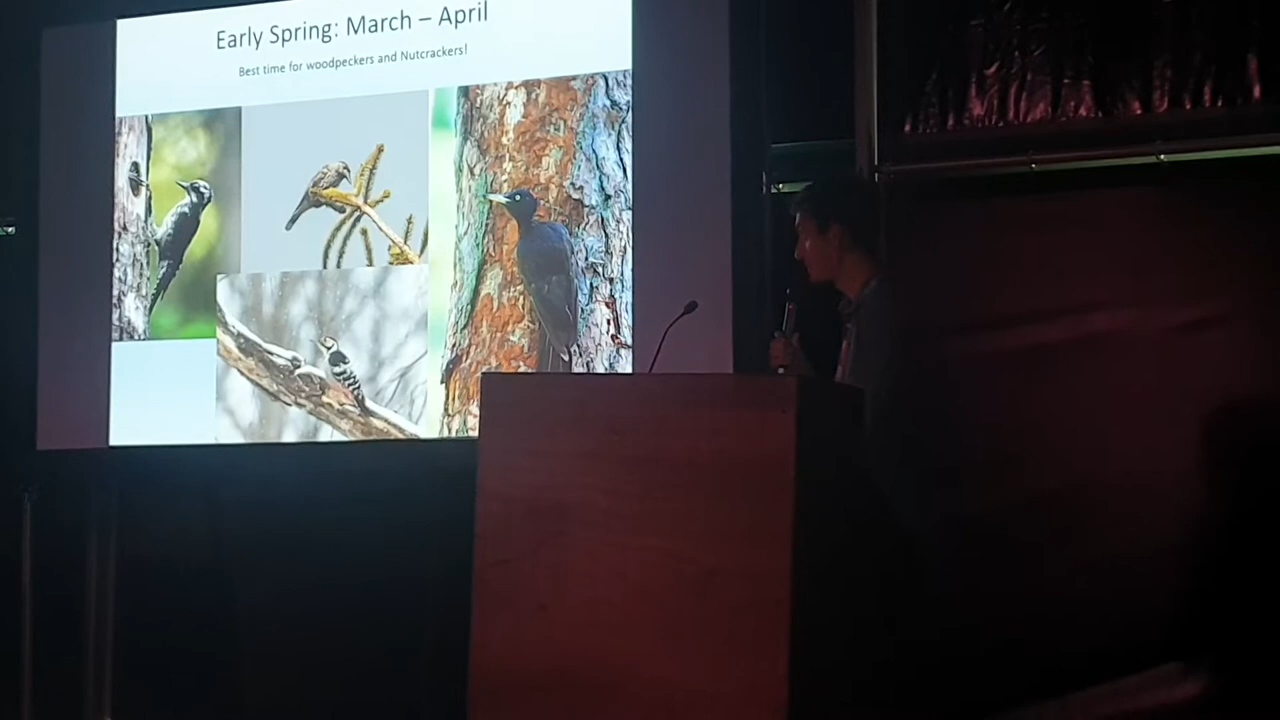 Early Spring: March – April
Best time for woodpeckers and Nutcrackers!